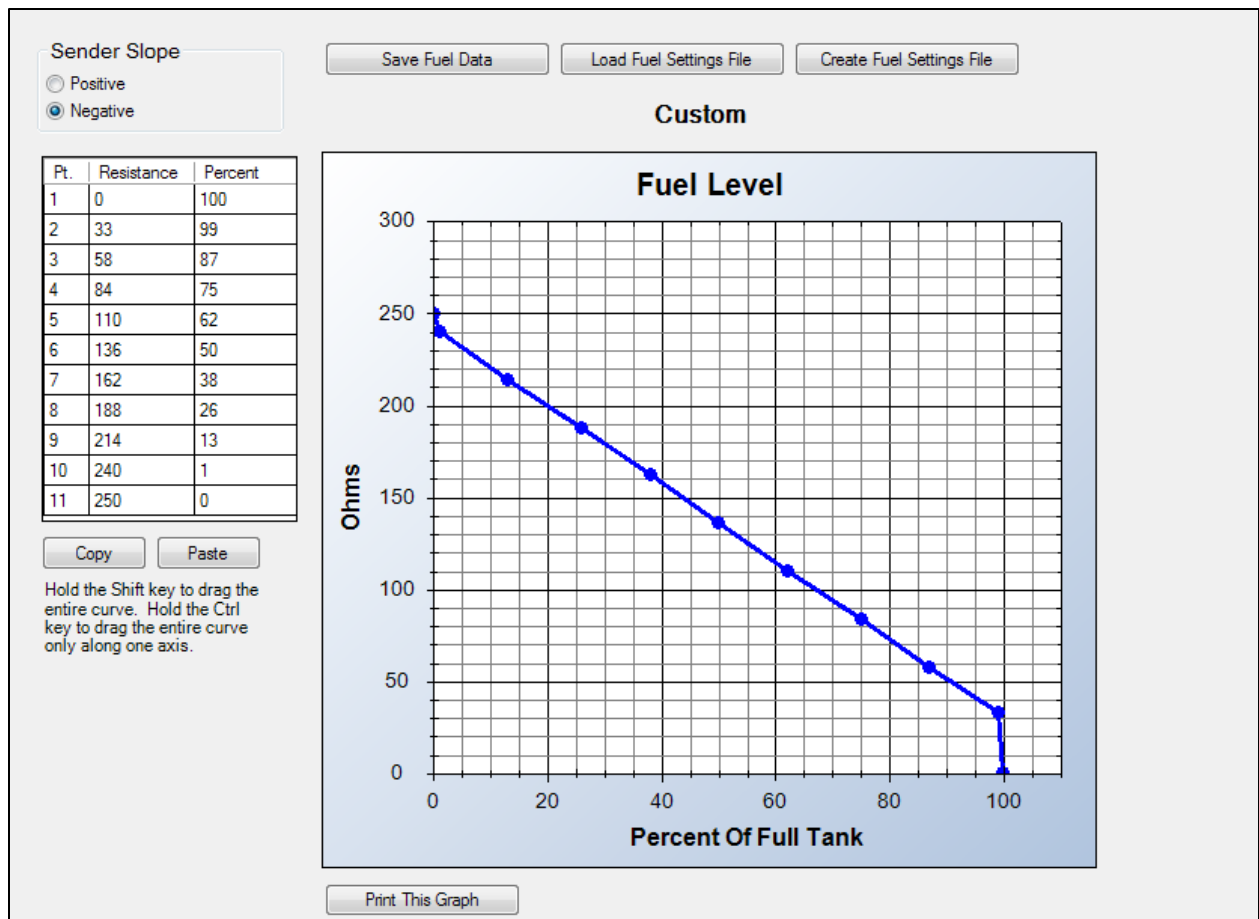 Sender Slope
Positive
Negative
Save Fuel Data
Load Fuel Settings File
Create Fuel Settings File
Custom
Pt. Resistance Percent
1 0 100
2 33 99
3 58 87
4 84 75
5 110 62
6 136 50
7 162 38
8 188 26
9 214 13
10 240 1
11 250 0
Copy Paste
Hold the Shift key to drag the
entire curve. Hold the Ctrl
key to drag the entire curve
only along one axis.
Fuel Level
300
250
200
150
100
50
0
Ohms
0 20 40 60 80 100
Percent Of Full Tank
Print This Graph